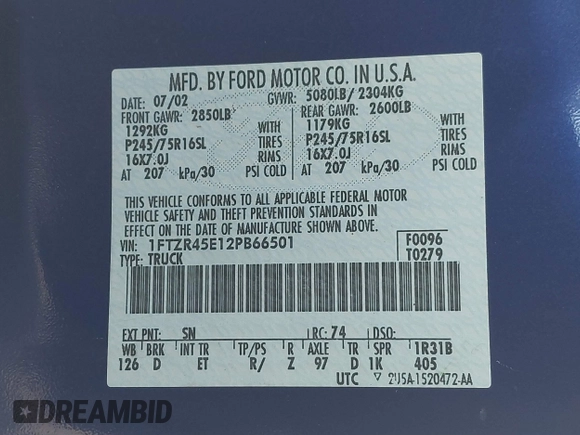 MFD. BY FORD MOTOR CO. IN U.S.A.
DATE: 07/02 GVWR: 5080LB/ 2304KG
FRONT GAWR: 2850LB REAR GAWR: 2600LB
1292KG WITH 1179KG WITH
P245/75R16SL TIRES P245/75R16SL TIRES
16X7.0J RIMS 16X7.0J RIMS
AT 207 kPa/30 PSI COLD AT 207 kPa/30 PSI COLD
THIS VEHICLE CONFORMS TO ALL APPLICABLE FEDERAL MOTOR
VEHICLE SAFETY AND THEFT PREVENTION STANDARDS IN
EFFECT ON THE DATE OF MANUFACTURE SHOWN ABOVE.
VIN: 1FTZR45E12PB66501 F0096
TYPE: TRUCK T0279
EXT PNT: SN RC: 74 DSO:
WB BRK INT TR TP/PS R AXLE TR SPR 1R31B
126 D ET R/ Z 97 D 1K 405
UTC ▽ 2U5A-1520472-AA
DREAMBID